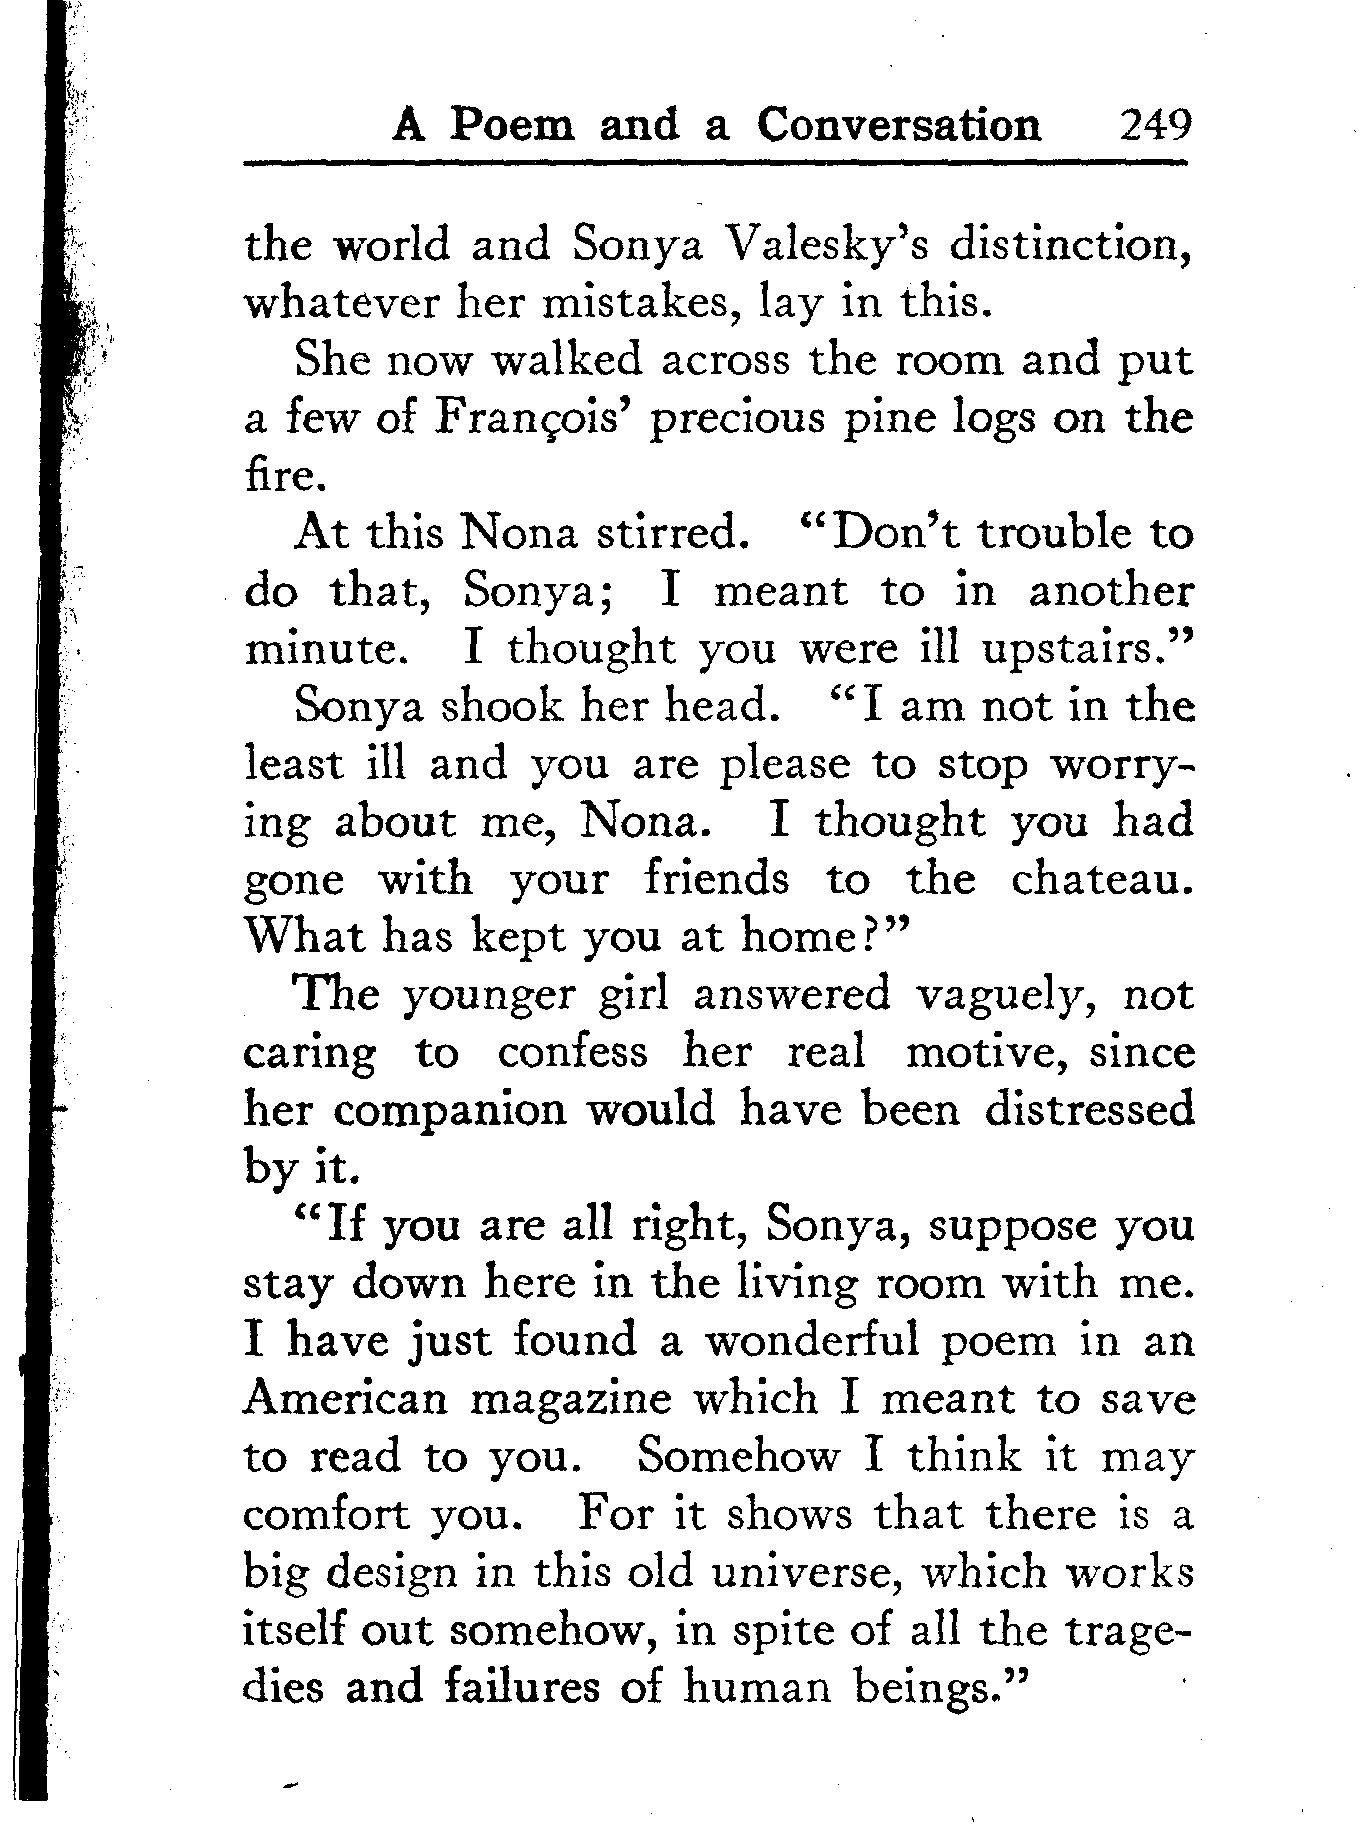 A Poem and a Conversation 249
the world and Sonya Valesky's distinction,
whatever her mistakes, lay in this.
She now walked across the room and put
a few of François' precious pine logs on the
fire.
At this Nona stirred. "Don't trouble to
do that, Sonya; I meant to in another
minute. I thought you were ill upstairs."
Sonya shook her head. "I am not in the
least ill and you are please to stop worry-
ing about me, Nona. I thought you had
gone with your friends to the chateau.
What has kept you at home?"
The younger girl answered vaguely, not
caring to confess her real motive, since
her companion would have been distressed
by it.
"If you are all right, Sonya, suppose you
stay down here in the living room with me.
I have just found a wonderful poem in an
American magazine which I meant to save
to read to you. Somehow I think it may
comfort you. For it shows that there is a
big design in this old universe, which works
itself out somehow, in spite of all the trage-
dies and failures of human beings."